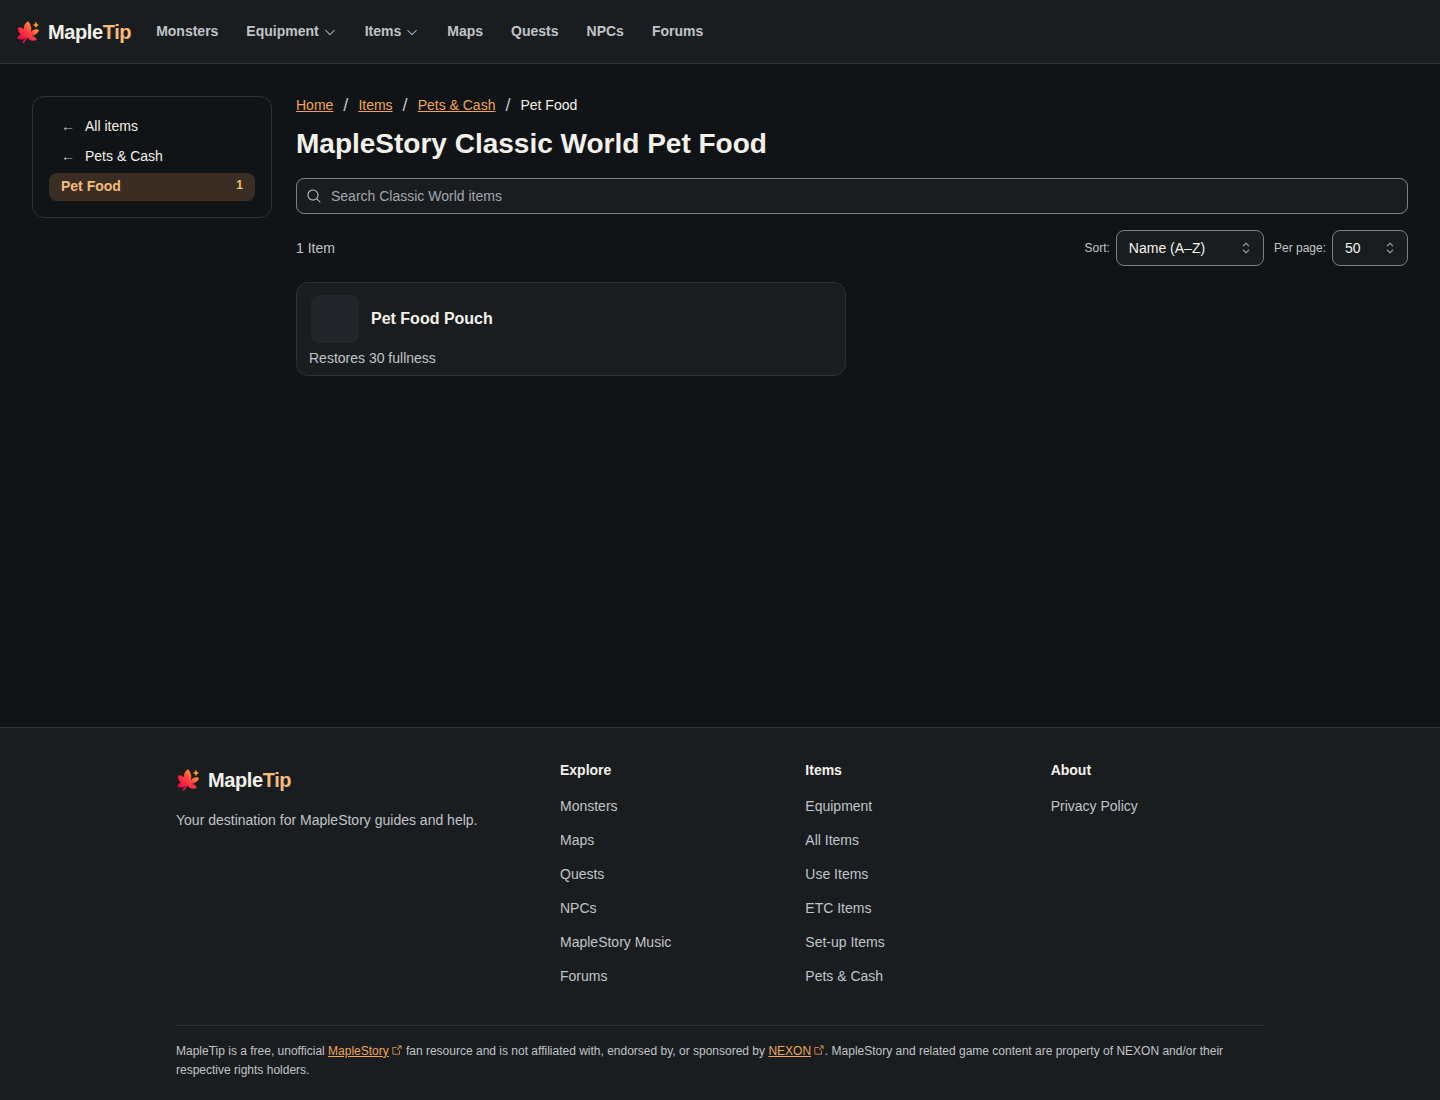 MapleTip Monsters Equipment Items Maps Quests NPCs Forums
← All items
← Pets & Cash
Pet Food 1
Home / Items / Pets & Cash / Pet Food
MapleStory Classic World Pet Food
Search Classic World items
1 Item
Sort: Name (A–Z) Per page: 50
Pet Food Pouch
Restores 30 fullness
MapleTip
Your destination for MapleStory guides and help.
Explore
Monsters
Maps
Quests
NPCs
MapleStory Music
Forums
Items
Equipment
All Items
Use Items
ETC Items
Set-up Items
Pets & Cash
About
Privacy Policy
MapleTip is a free, unofficial MapleStory fan resource and is not affiliated with, endorsed by, or sponsored by NEXON. MapleStory and related game content are property of NEXON and/or their
respective rights holders.